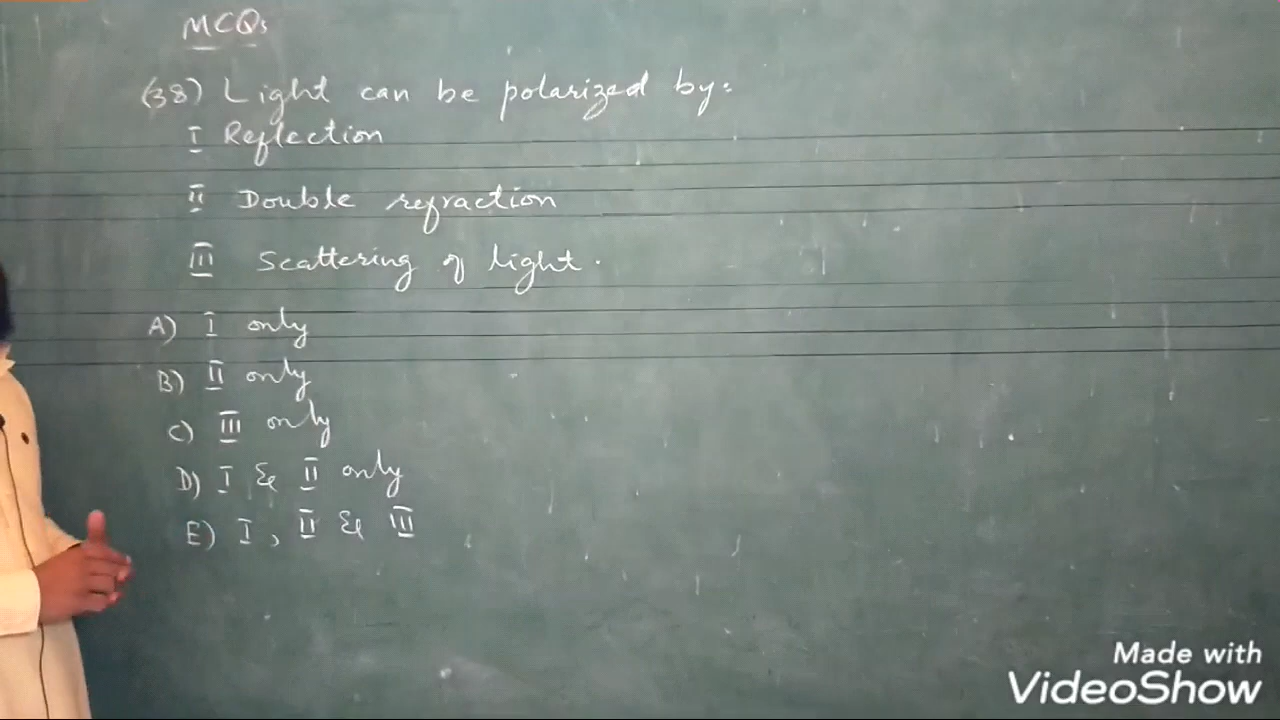 MCQs
(38) Light can be polarized by:
I Reflection
II Double refraction
III Scattering of light.
A) I only
B) II only
C) III only
D) I & II only
E) I, II & III
Made with
VideoShow